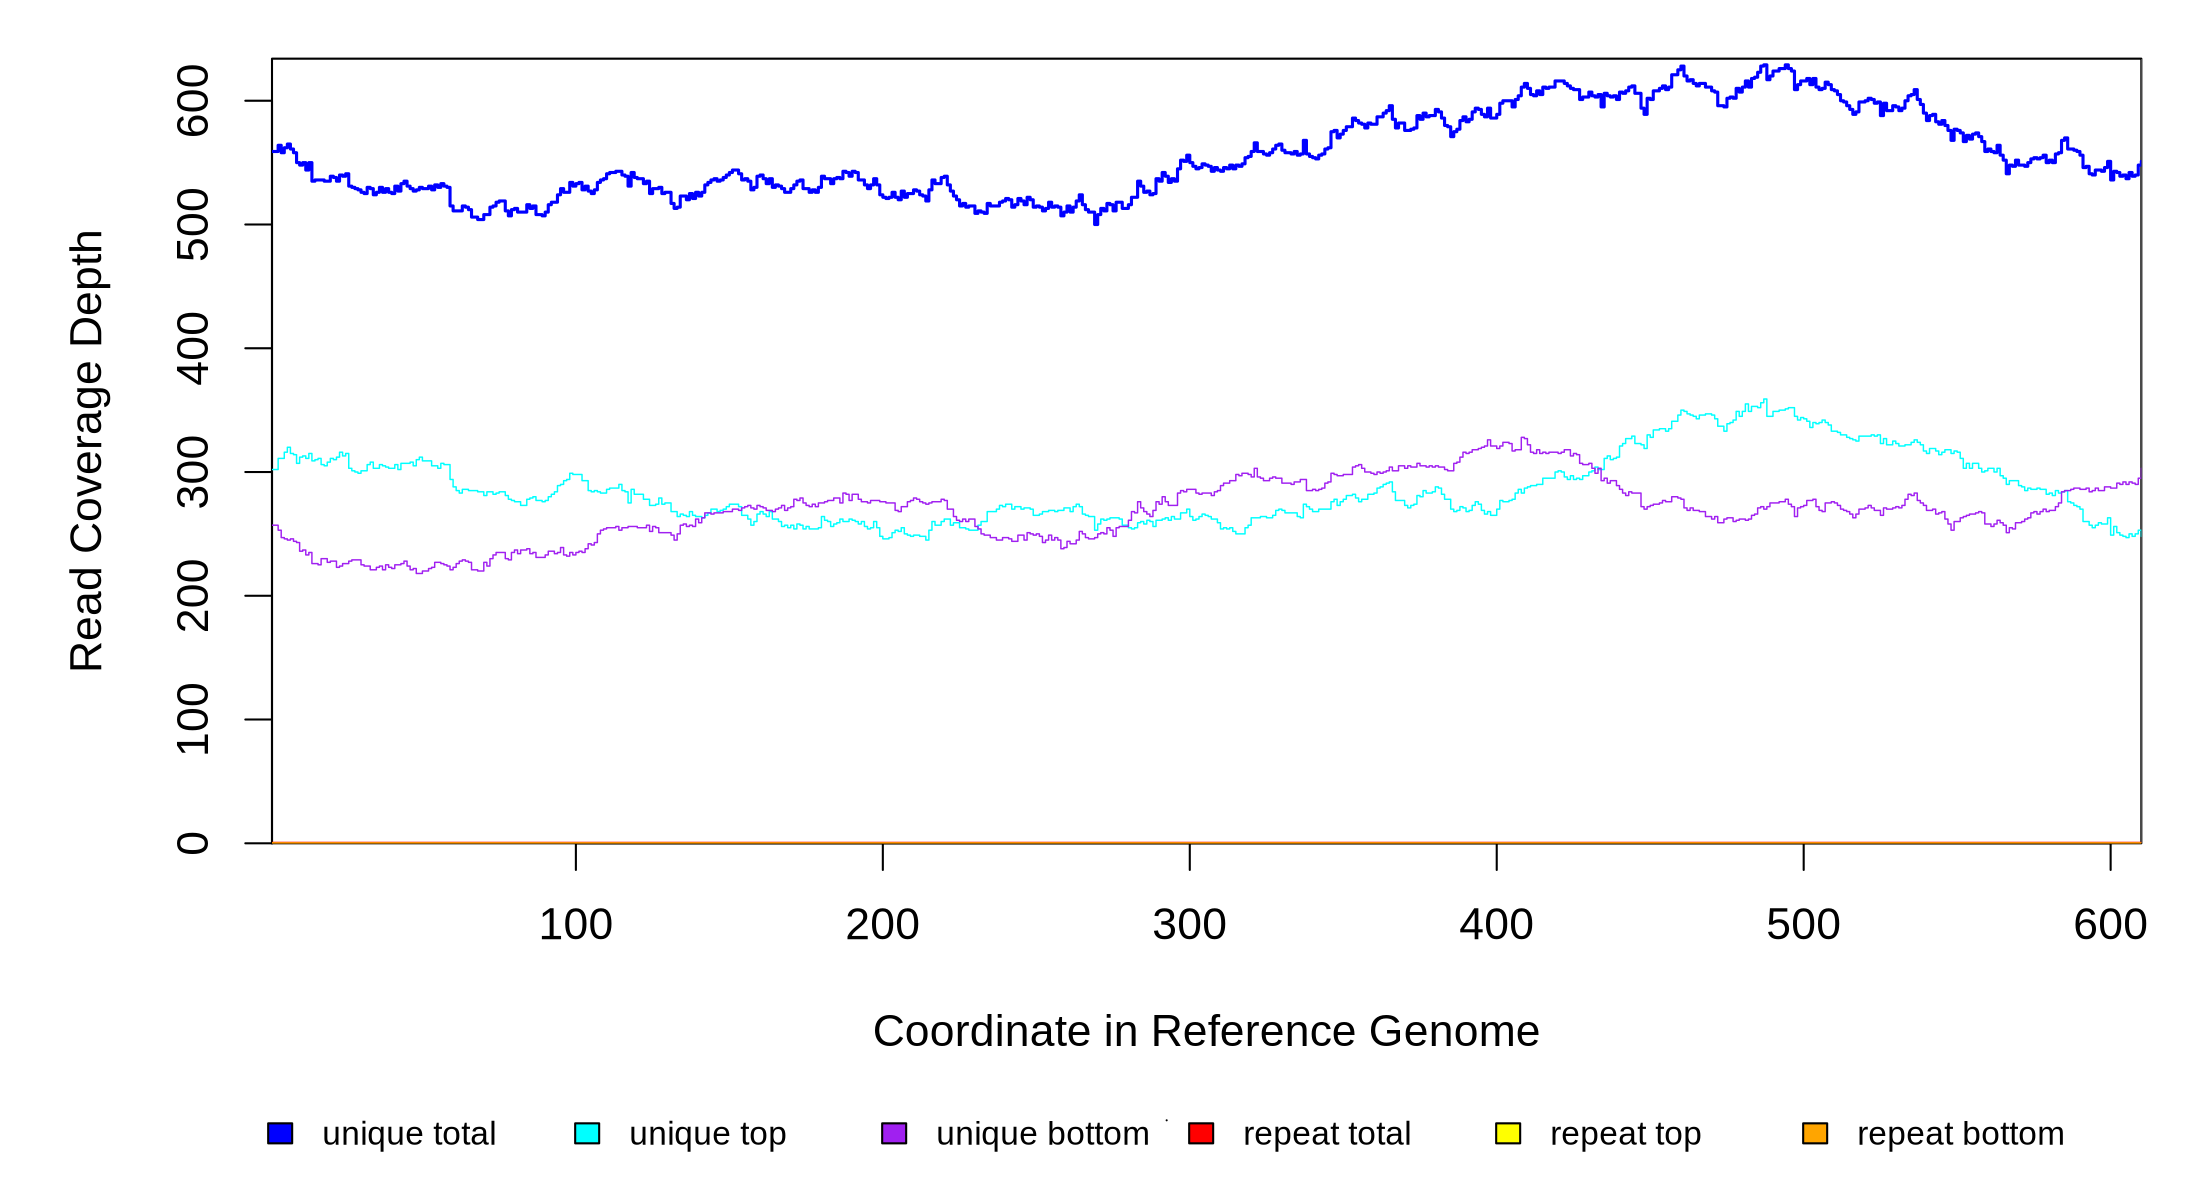 Read Coverage Depth
600
500
400
300
200
100
0
100 200 300 400 500 600
Coordinate in Reference Genome
unique total unique top unique bottom repeat total repeat top repeat bottom